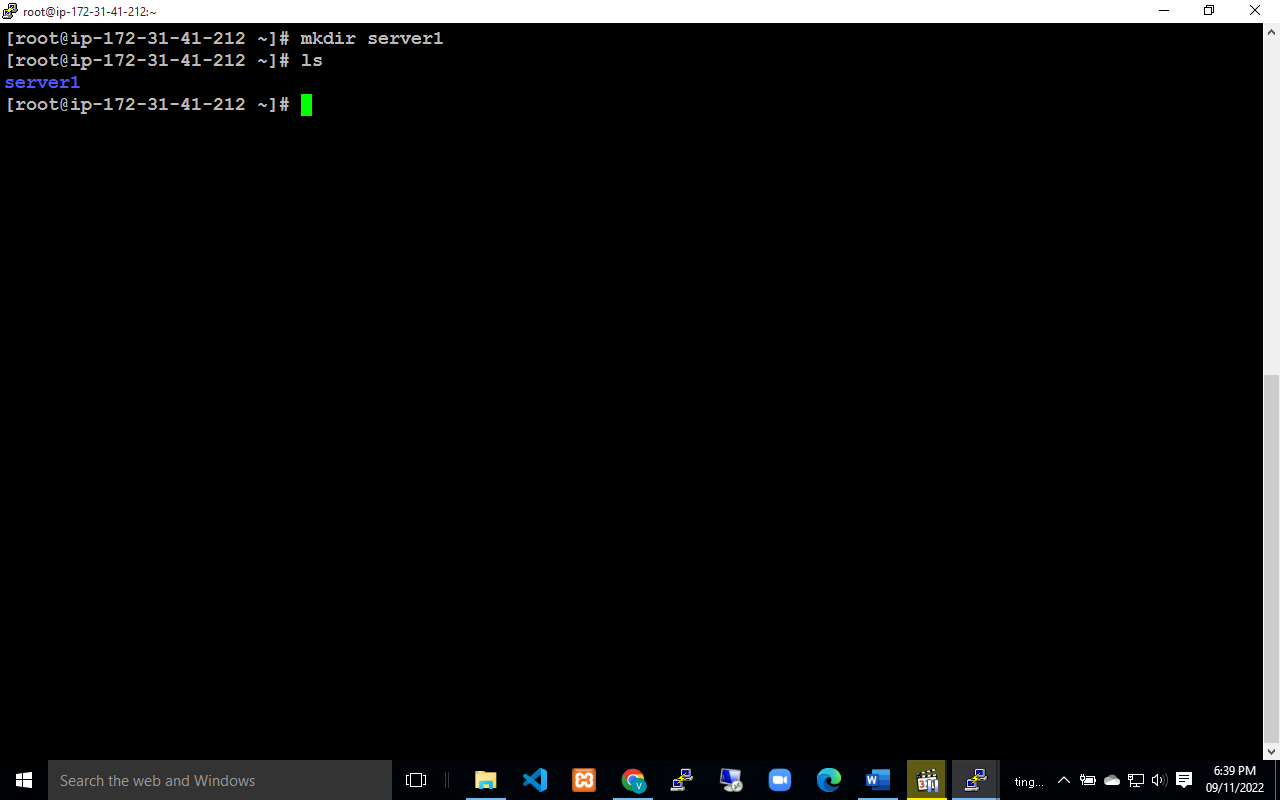 root@ip-172-31-41-212:~
[root@ip-172-31-41-212 ~]# mkdir server1
[root@ip-172-31-41-212 ~]# ls
server1
[root@ip-172-31-41-212 ~]#
Search the web and Windows
ting...
6:39 PM
09/11/2022